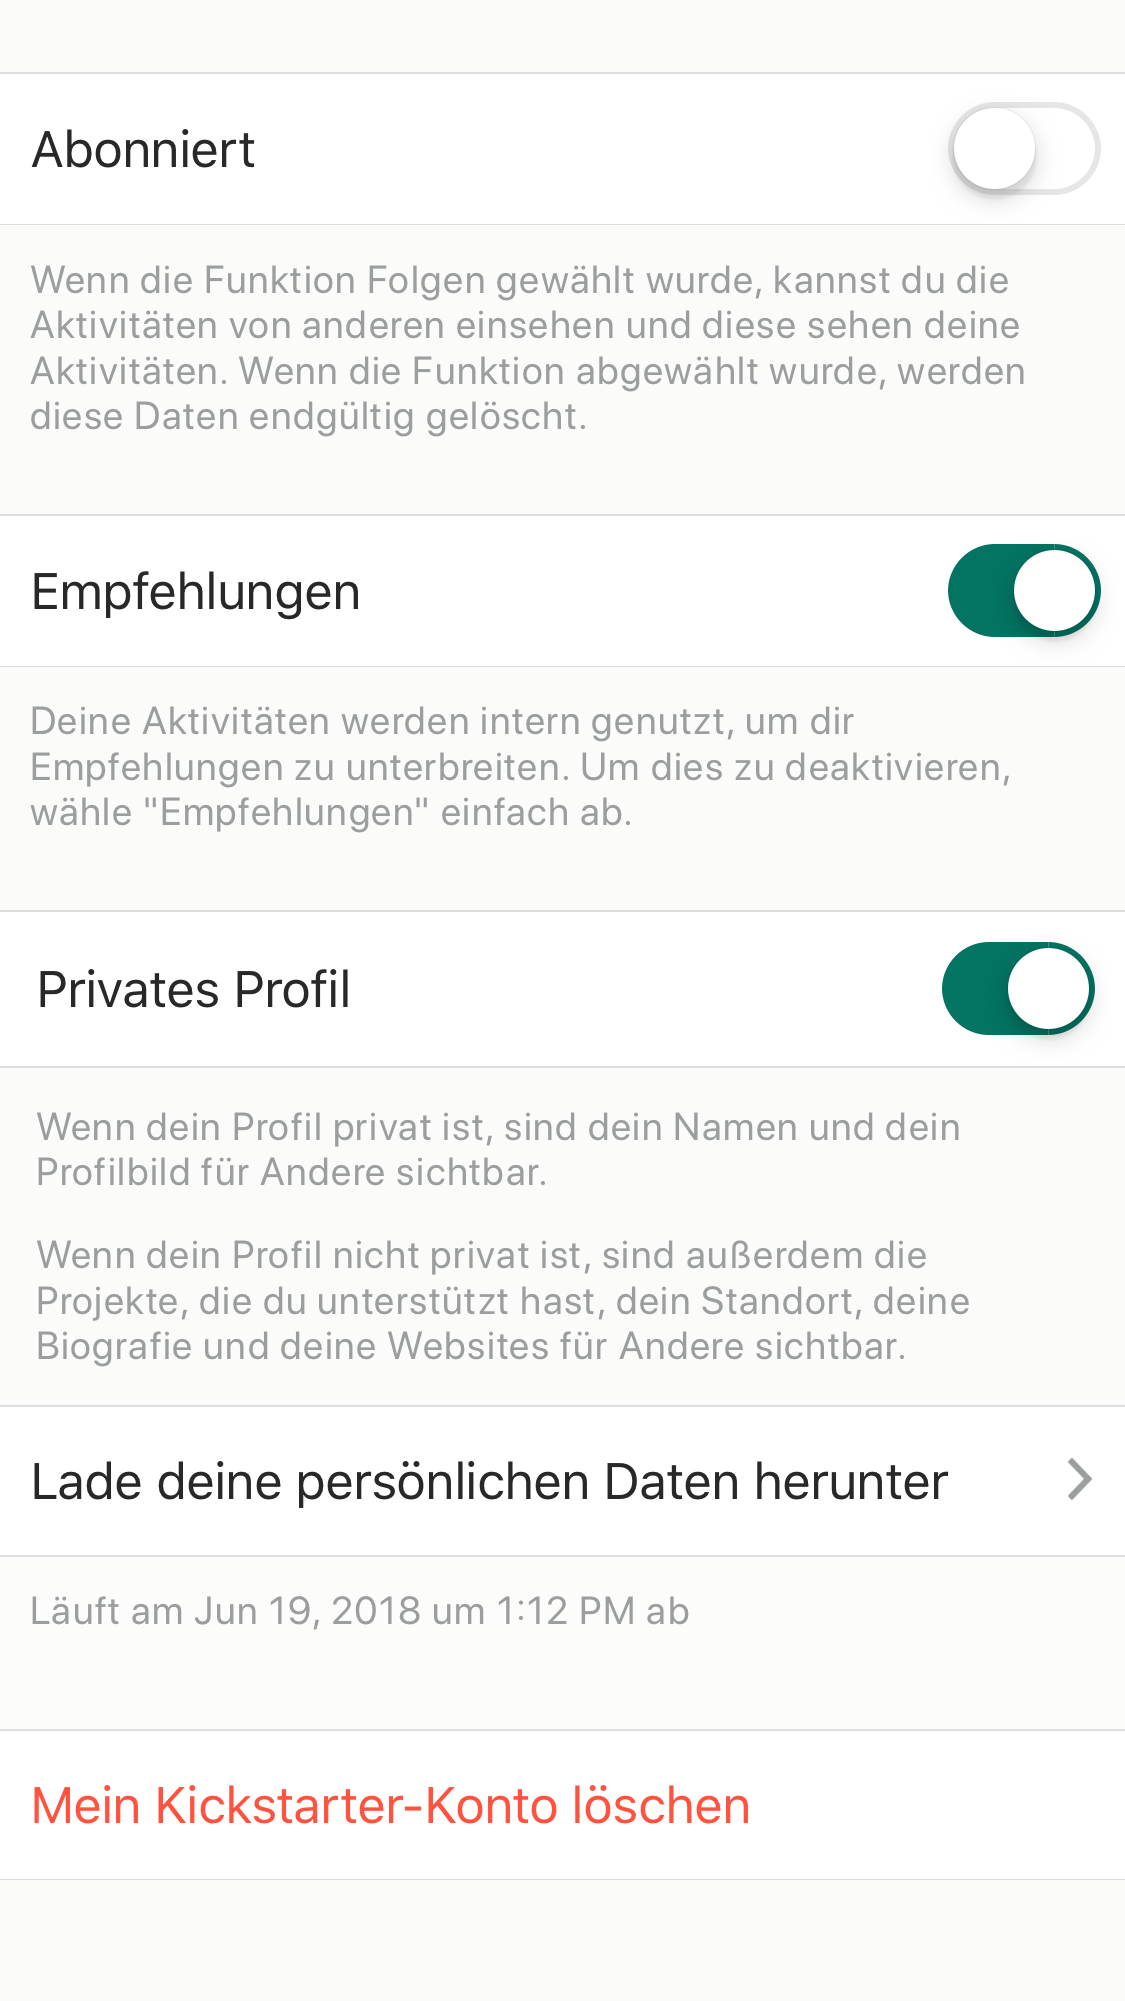 Abonniert
Wenn die Funktion Folgen gewählt wurde, kannst du die
Aktivitäten von anderen einsehen und diese sehen deine
Aktivitäten. Wenn die Funktion abgewählt wurde, werden
diese Daten endgültig gelöscht.
Empfehlungen
Deine Aktivitäten werden intern genutzt, um dir
Empfehlungen zu unterbreiten. Um dies zu deaktivieren,
wähle "Empfehlungen" einfach ab.
Privates Profil
Wenn dein Profil privat ist, sind dein Namen und dein
Profilbild für Andere sichtbar.
Wenn dein Profil nicht privat ist, sind außerdem die
Projekte, die du unterstützt hast, dein Standort, deine
Biografie und deine Websites für Andere sichtbar.
Lade deine persönlichen Daten herunter
Läuft am Jun 19, 2018 um 1:12 PM ab
Mein Kickstarter-Konto löschen